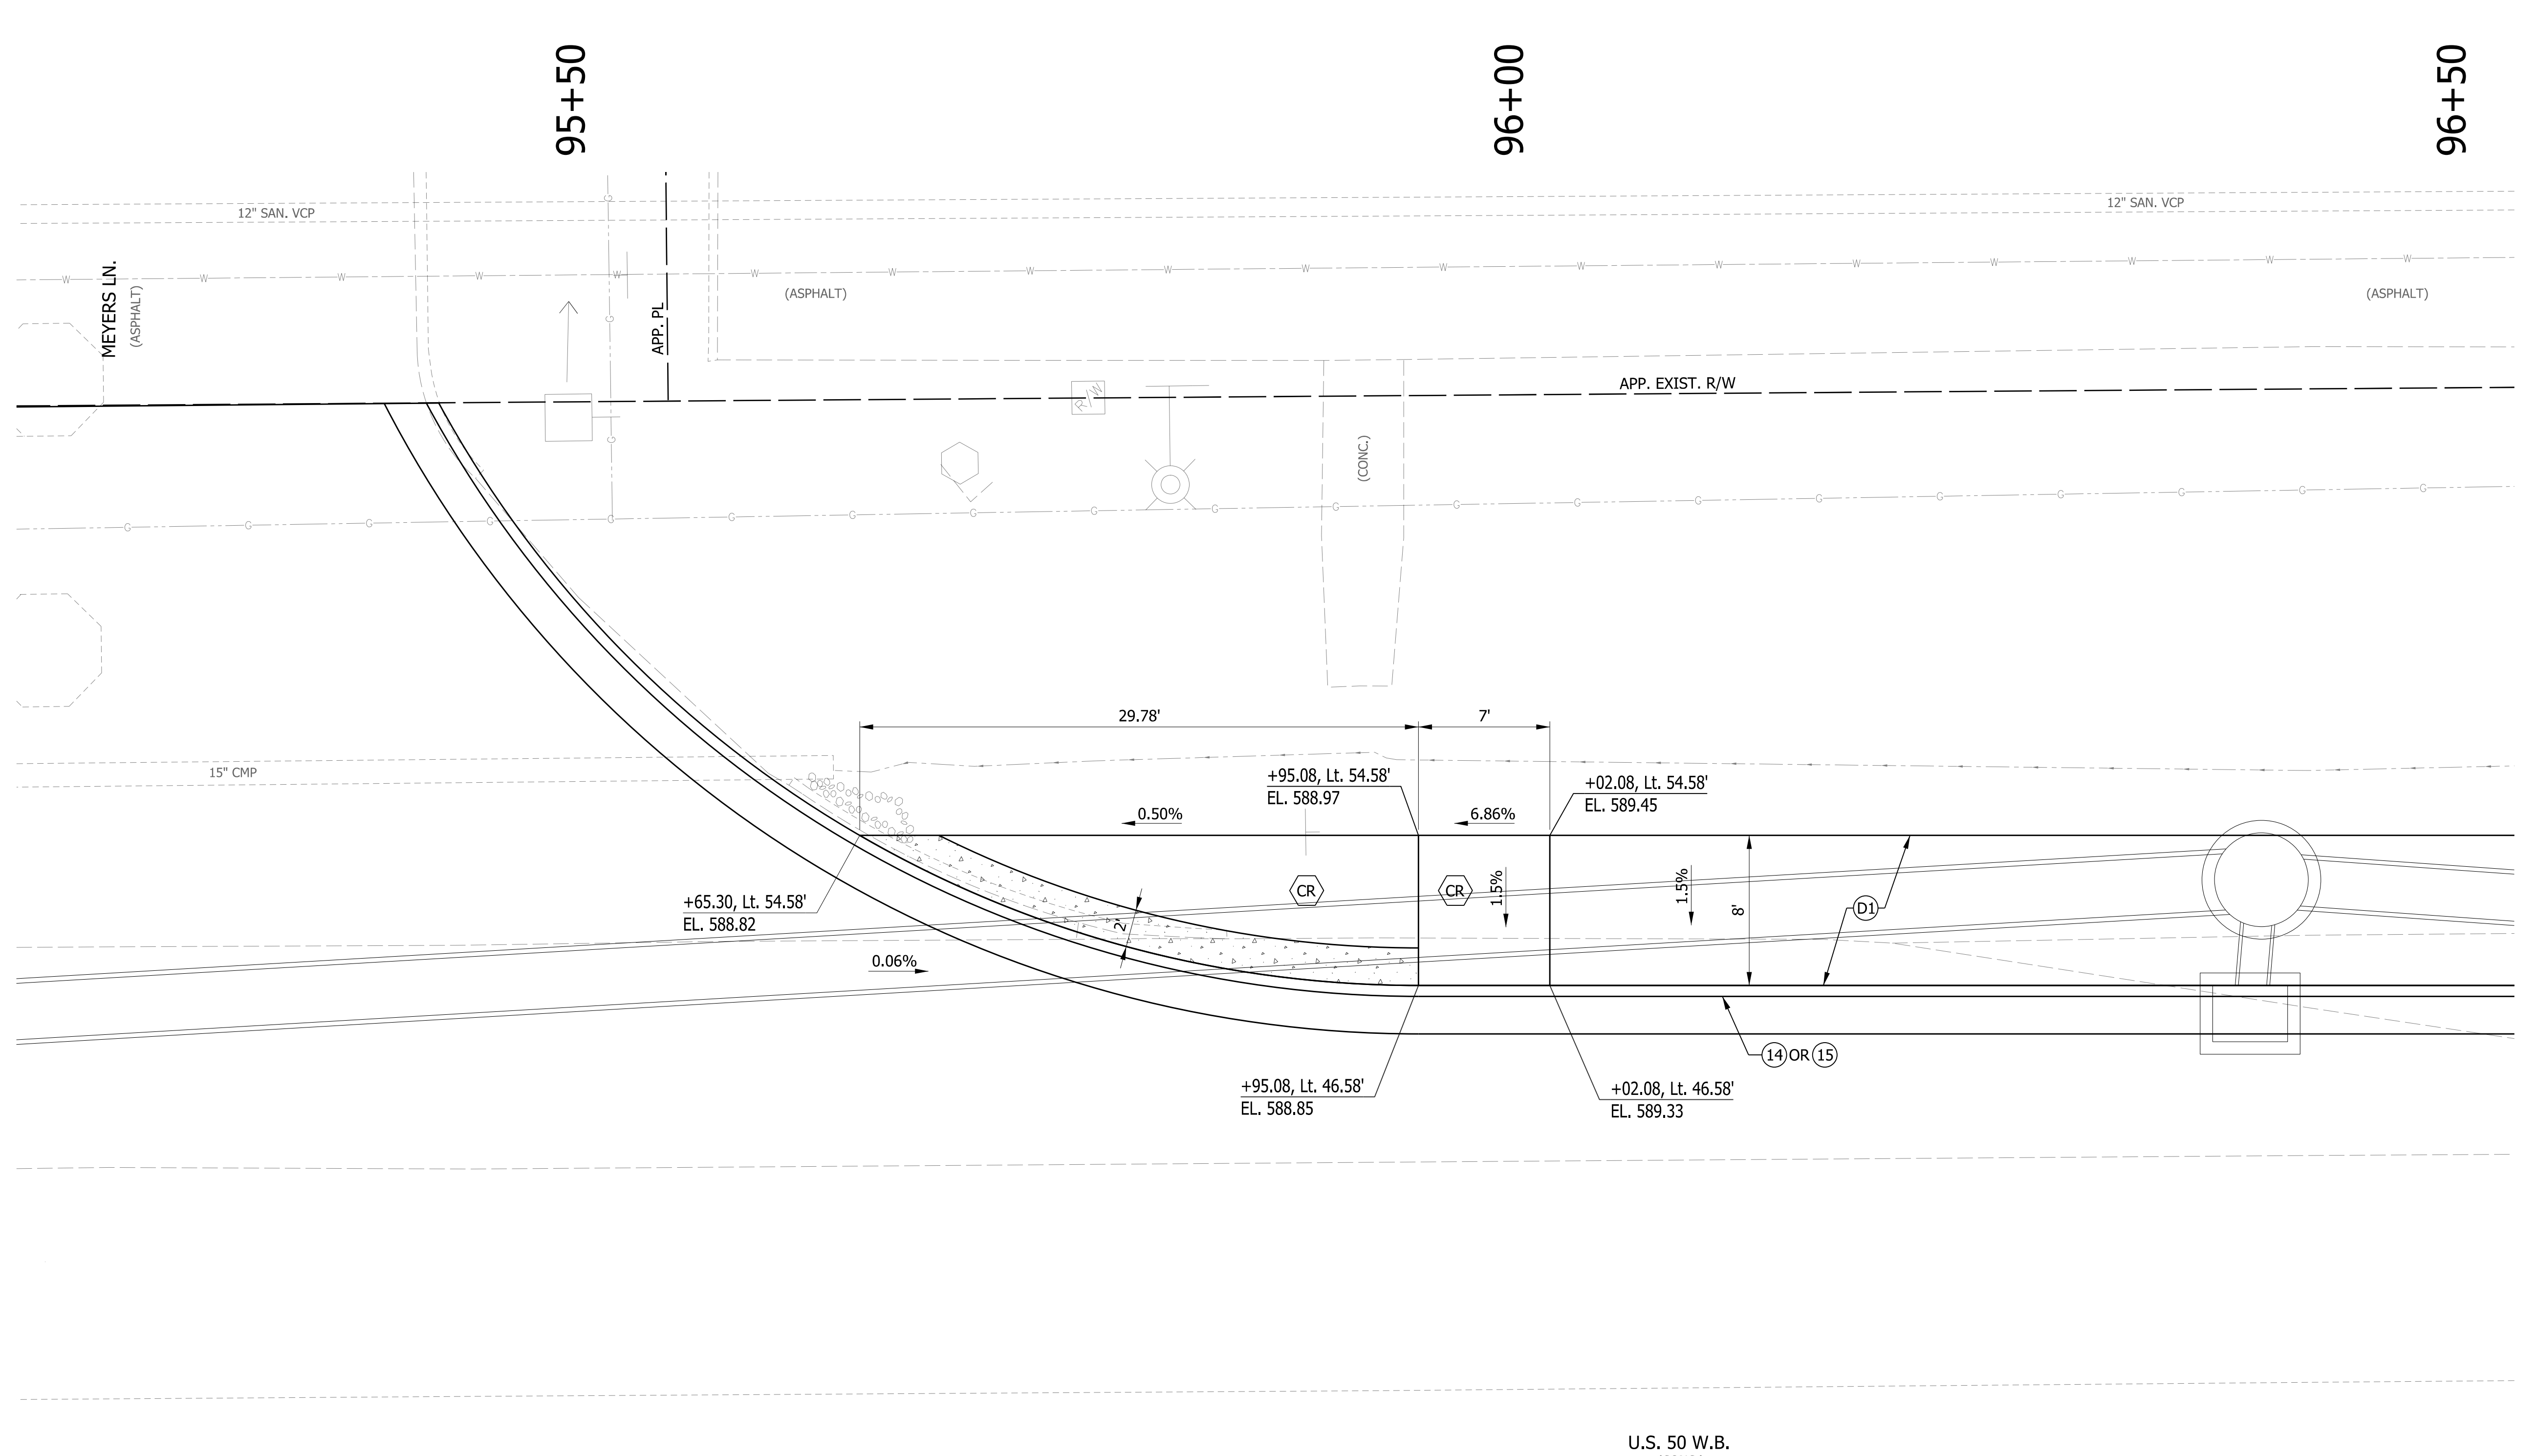 95+50
96+00
96+50
12" SAN. VCP
12" SAN. VCP
W W W W W W W W W W W W W W W W W W
MEYERS LN.
(ASPHALT)
(ASPHALT)
(ASPHALT)
G
G
G
APP. PL
R/W
APP. EXIST. R/W
(CONC.)
G G G G G G G G G G G G G G G G G G G G
15" CMP
29.78'
7'
+95.08, Lt. 54.58'
EL. 588.97
+02.08, Lt. 54.58'
EL. 589.45
0.50%
6.86%
CR
CR
1.5%
1.5%
8'
D1
+65.30, Lt. 54.58'
EL. 588.82
2'
0.06%
14 OR 15
+95.08, Lt. 46.58'
EL. 588.85
+02.08, Lt. 46.58'
EL. 589.33
U.S. 50 W.B.